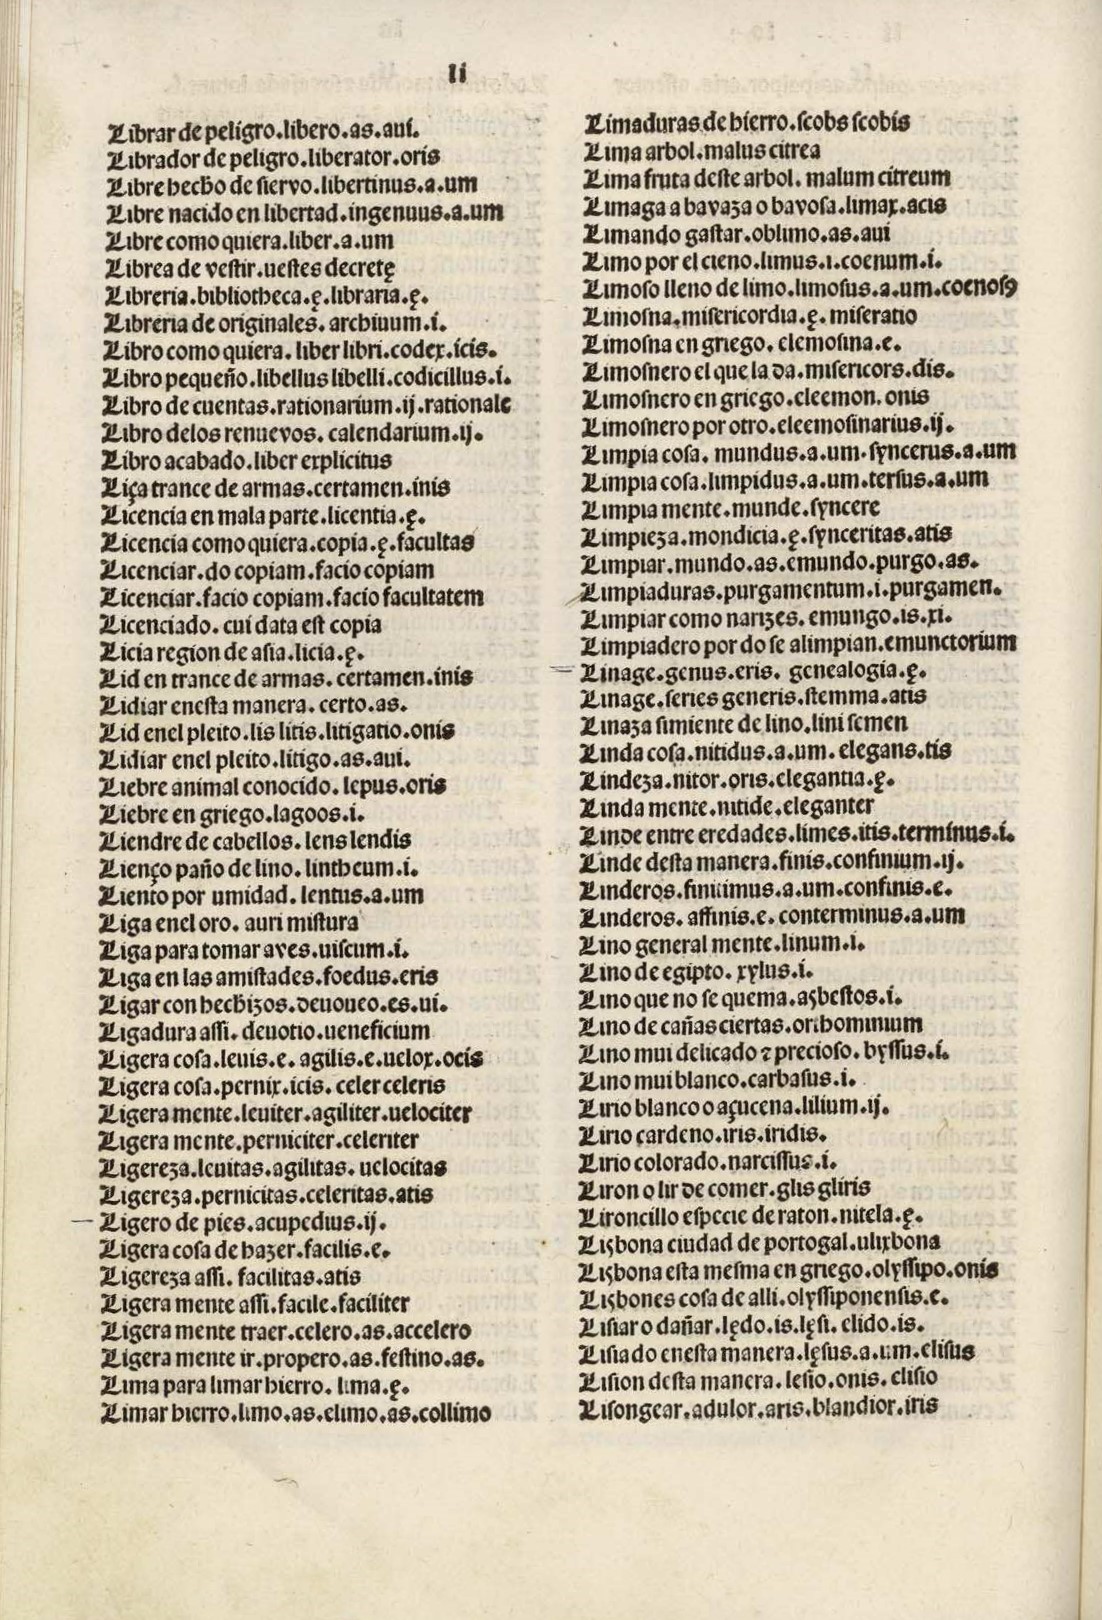 li
Librar de peligro.libero.as.aui.
Librador de peligro.liberator.oris
Libre hecho de siervo.libertinus.a.um
Libre nacido en libertad.ingenuus.a.um
Libre como quiera.liber.a.um
Librea de vestir.uestes decretę
Libreria.bibliotheca.ę.libraria.ę.
Libreria de originales.archiuum.i.
Libro como quiera.liber libri.codex.icis.
Libro pequeño.libellus libelli.codicillus.i.
Libro de cuentas.rationarium.ij.rationale
Libro delos renuevos.calendarium.ij.
Libro acabado.liber explicitus
Liça trance de armas.certamen.inis
Licencia en mala parte.licentia.ę.
Licencia como quiera.copia.ę.facultas
Licenciar.do copiam.facio copiam
Licenciar.facio copiam.facio facultatem
Licenciado.cui data est copia
Licia region de asia.licia.ę.
Lid en trance de armas.certamen.inis
Lidiar enesta manera.certo.as.
Lid enel pleito.lis litis.litigatio.onis
Lidiar enel pleito.litigo.as.aui.
Liebre animal conocido.lepus.oris
Liebre en griego.lagoos.i.
Liendre de cabellos.lens lendis
Lienço paño de lino.lintheum.i.
Liento por umidad.lentus.a.um
Liga enel oro.auri mistura
Liga para tomar aves.uiscum.i.
Liga en las amistades.foedus.eris
Ligar con hechizos.deuoueo.es.ui.
Ligadura assi.deuotio.ueneficium
Ligera cosa.leuis.e.agilis.e.uelox.ocis
Ligera cosa.pernix.icis.celer celeris
Ligera mente.leuiter.agiliter.uelociter
Ligera mente.perniciter.celeriter
Ligereza.leuitas.agilitas.uelocitas
Ligereza.pernicitas.celeritas.atis
Ligero de pies.acupedius.ij.
Ligera cosa de hazer.facilis.e.
Ligereza assi.facilitas.atis
Ligera mente assi.facile.faciliter
Ligera mente traer.celero.as.accelero
Ligera mente ir.propero.as.festino.as.
Lima para limar hierro.lima.ę.
Limar hierro.limo.as.elimo.as.collimo
Limaduras de hierro.scobs scobis
Lima arbol.malus citrea
Lima fruta deste arbol.malum citreum
Limaga a bavaza o bavosa.limax.acis
Limando gastar.oblimo.as.aui
Limo por el cieno.limus.i.coenum.i.
Limoso lleno de limo.limosus.a.um.coenosꝰ
Limosna.misericordia.ę.miseratio
Limosna en griego.elemosina.e.
Limosnero el que la da.misericors.dis.
Limosnero en griego.eleemon.onis
Limosnero por otro.eleemosinarius.ij.
Limpia cosa.mundus.a.um.syncerus.a.um
Limpia cosa.limpidus.a.um.tersus.a.um
Limpia mente.munde.syncere
Limpieza.mondicia.ę.synceritas.atis
Limpiar.mundo.as.emundo.purgo.as.
Limpiaduras.purgamentum.i.purgamen.
Limpiar como narizes.emungo.is.xi.
Limpiadero por do se alimpian.emunctorium
Linage.genus.eris.genealogia.ę.
Linage.series generis.stemma.atis
Linaza simiente de lino.lini semen
Linda cosa.nitidus.a.um.elegans.tis
Lindeza.nitor.oris.elegantia.ę.
Linda mente.nitide.eleganter
Linde entre eredades.limes.itis.terminus.i.
Linde desta manera.finis.confinium.ij.
Linderos.finitimus.a.um.confinis.e.
Linderos.affinis.e.conterminus.a.um
Lino general mente.linum.i.
Lino de egipto.xylus.i.
Lino que no se quema.asbestos.i.
Lino de cañas ciertas.orihominium
Lino mui delicado ⁊ precioso.byssus.i.
Lino mui blanco.carbasus.i.
Lirio blanco o açucena.lilium.ij.
Lirio cardeno.iris.iridis.
Lirio colorado.narcissus.i.
Liron o lir de comer.glis gliris
Lironcillo especie de raton.nitela.ę.
Lisbona ciudad de portogal.ulixbona
Lisbona esta mesma en griego.olyssipo.onis
Lisbones cosa de alli.olyssiponensis.e.
Lisiar o dañar.lędo.is.lęsi.elido.is.
Lisiado enesta manera.lęsus.a.um.elisus
Lision desta manera.lesio.onis.elisio
Lisongear.adulor.aris.blandior.iris